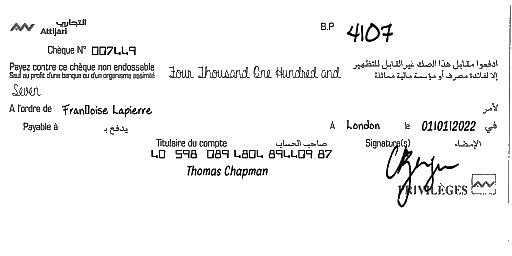 التجاري
Attijari
B.P 4107
Chèque N° 007449
Payez contre ce chèque non endossable
Sauf au profit d'une banque ou d'un organisme assimilé
Four Thousand One Hundred and
ادفعوا مقابل هذا الصك غير القابل للتظهير
إلا لفائدة مصرف أو مؤسسة مالية مماثلة
Seven
A l'ordre de Fran▯oise Lapierre
لأمر
Payable à يدفع بـ
A London le 01/01/2022 في
Titulaire du compte صاحب الحساب
Signature(s) الإمضاء
40 598 089 4804 894409 87
Thomas Chapman
PRIVILÈGES